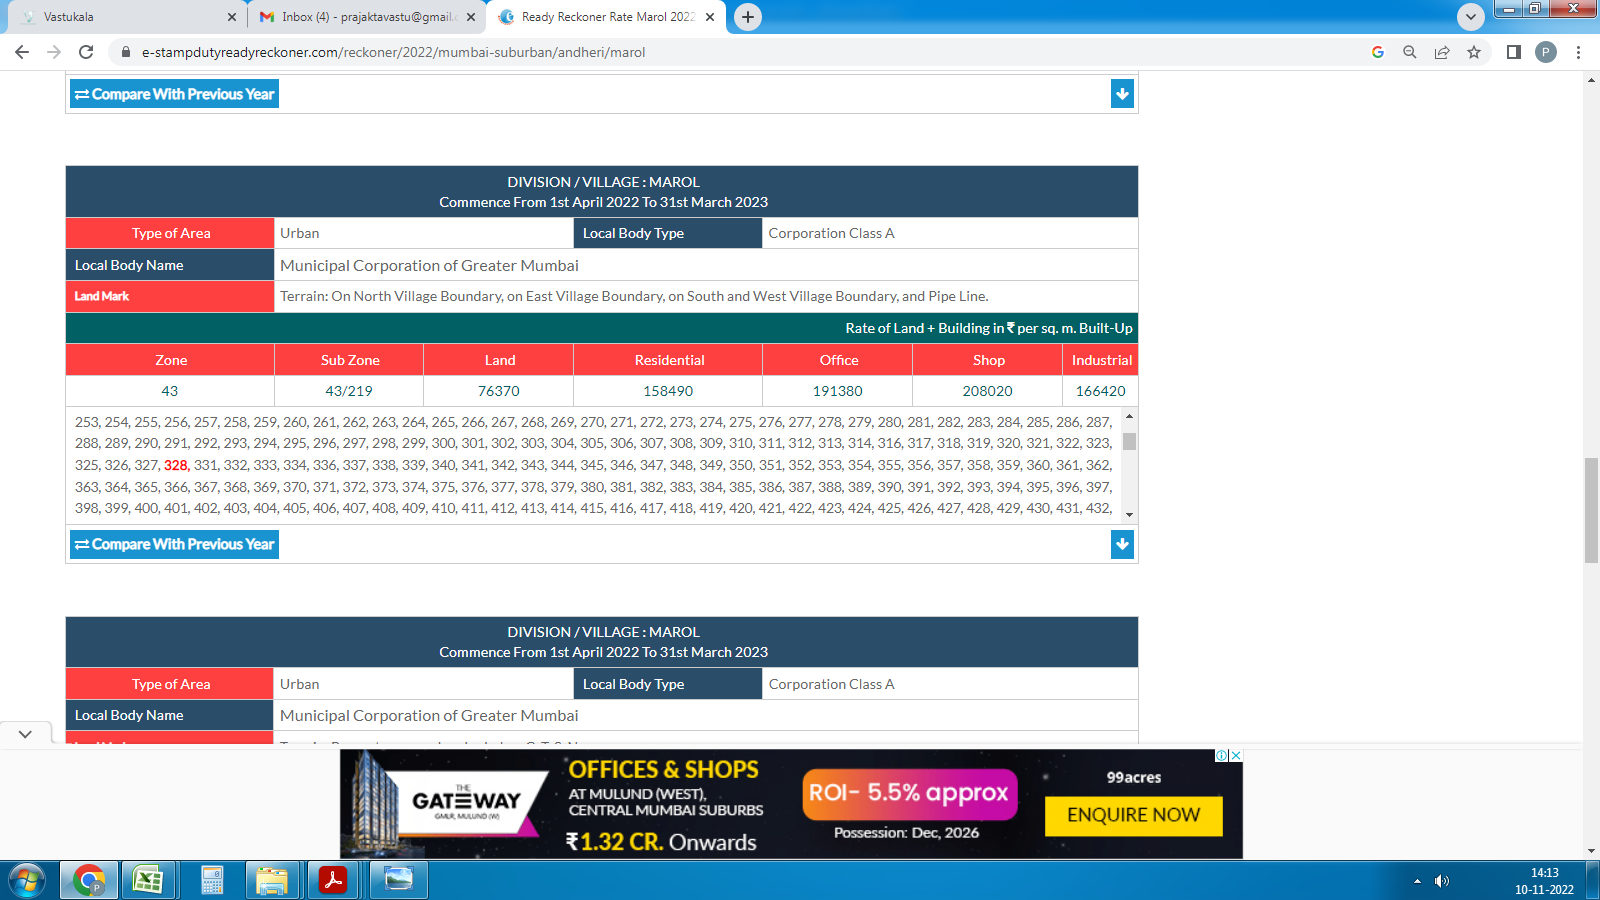 Vastukala
Inbox (4) - prajaktavastu@gmail.c
Ready Reckoner Rate Marol 2022
e-stampdutyreadyreckoner.com/reckoner/2022/mumbai-suburban/andheri/marol
P
Compare With Previous Year
DIVISION / VILLAGE : MAROL
Commence From 1st April 2022 To 31st March 2023
Type of Area Urban Local Body Type Corporation Class A
Local Body Name Municipal Corporation of Greater Mumbai
Land Mark Terrain: On North Village Boundary, on East Village Boundary, on South and West Village Boundary, and Pipe Line.
Rate of Land + Building in ₹ per sq. m. Built-Up
Zone Sub Zone Land Residential Office Shop Industrial
43 43/219 76370 158490 191380 208020 166420
253, 254, 255, 256, 257, 258, 259, 260, 261, 262, 263, 264, 265, 266, 267, 268, 269, 270, 271, 272, 273, 274, 275, 276, 277, 278, 279, 280, 281, 282, 283, 284, 285, 286, 287,
288, 289, 290, 291, 292, 293, 294, 295, 296, 297, 298, 299, 300, 301, 302, 303, 304, 305, 306, 307, 308, 309, 310, 311, 312, 313, 314, 316, 317, 318, 319, 320, 321, 322, 323,
325, 326, 327, 328, 331, 332, 333, 334, 336, 337, 338, 339, 340, 341, 342, 343, 344, 345, 346, 347, 348, 349, 350, 351, 352, 353, 354, 355, 356, 357, 358, 359, 360, 361, 362,
363, 364, 365, 366, 367, 368, 369, 370, 371, 372, 373, 374, 375, 376, 377, 378, 379, 380, 381, 382, 383, 384, 385, 386, 387, 388, 389, 390, 391, 392, 393, 394, 395, 396, 397,
398, 399, 400, 401, 402, 403, 404, 405, 406, 407, 408, 409, 410, 411, 412, 413, 414, 415, 416, 417, 418, 419, 420, 421, 422, 423, 424, 425, 426, 427, 428, 429, 430, 431, 432,
Compare With Previous Year
DIVISION / VILLAGE : MAROL
Commence From 1st April 2022 To 31st March 2023
Type of Area Urban Local Body Type Corporation Class A
Local Body Name Municipal Corporation of Greater Mumbai
THE
GATEWAY
GMLR, MULUND (W)
OFFICES & SHOPS
AT MULUND (WEST),
CENTRAL MUMBAI SUBURBS
₹1.32 CR. Onwards
ROI- 5.5% approx
Possession: Dec, 2026
99acres
ENQUIRE NOW
P
14:13
10-11-2022